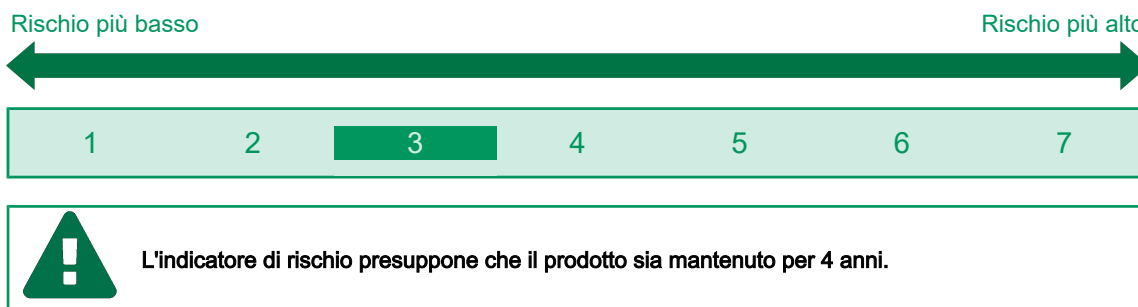 Rischio più basso Rischio più alto
1 2 3 4 5 6 7
L'indicatore di rischio presuppone che il prodotto sia mantenuto per 4 anni.